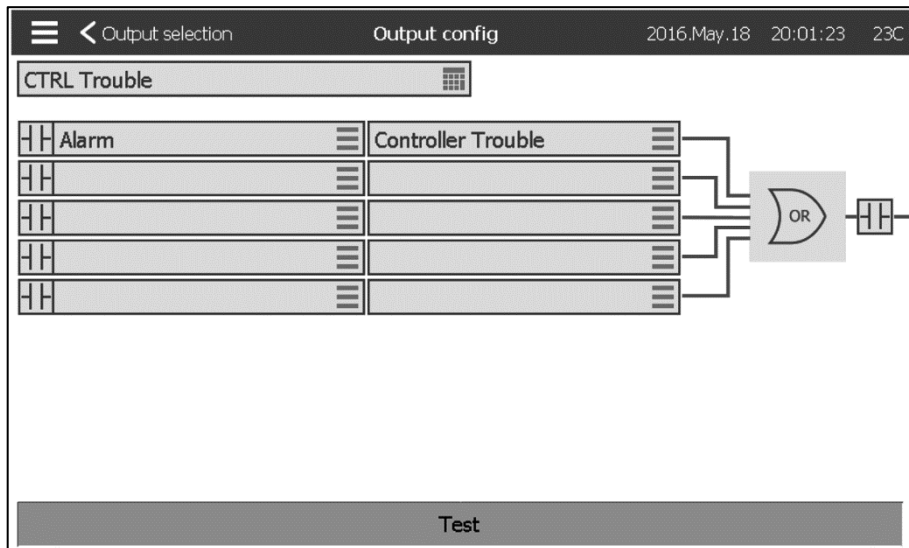 Output selection Output config 2016.May.18 20:01:23 23C
CTRL Trouble
Alarm Controller Trouble
OR
Test